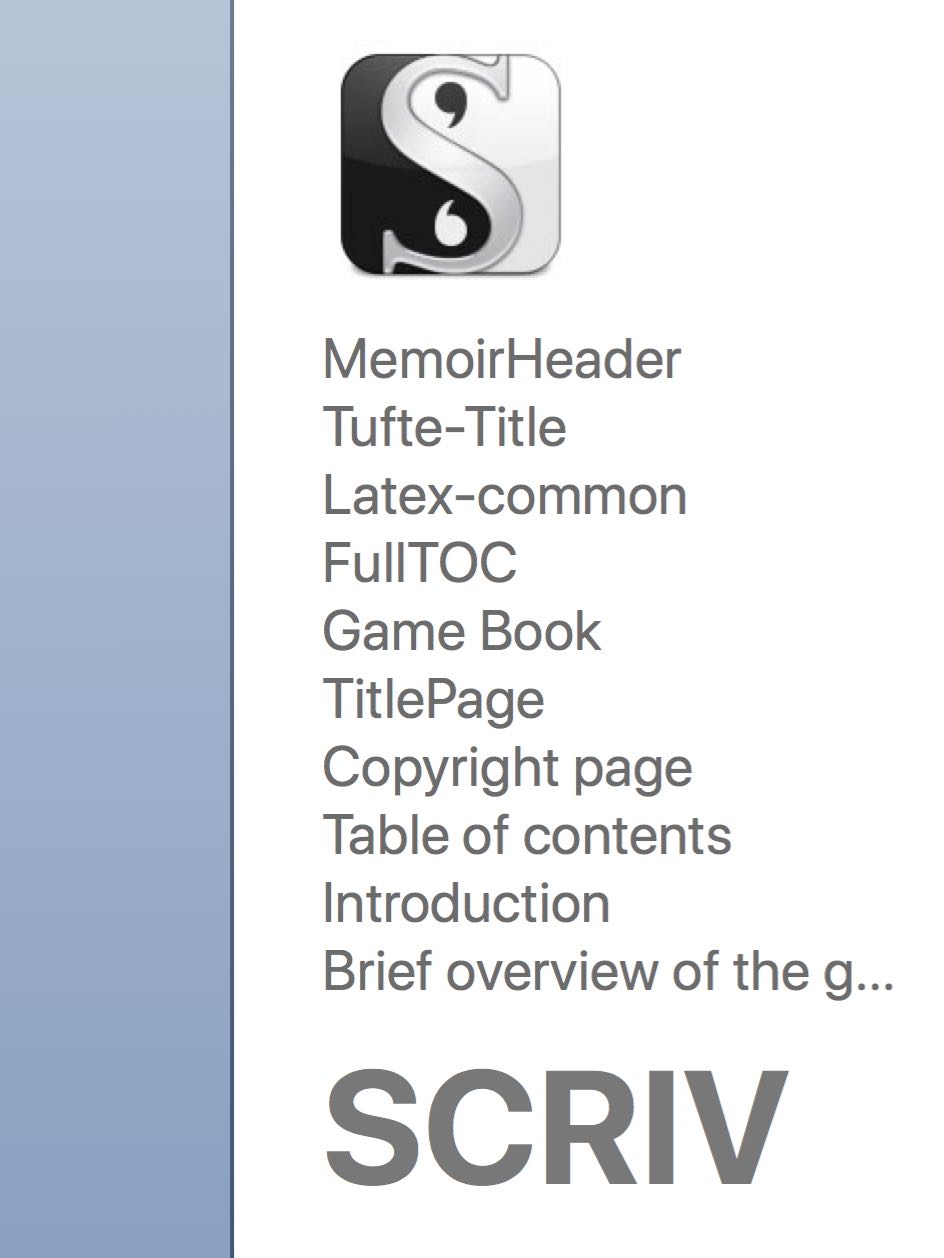 MemoirHeader
Tufte-Title
Latex-common
FullTOC
Game Book
TitlePage
Copyright page
Table of contents
Introduction
Brief overview of the g...
SCRIV